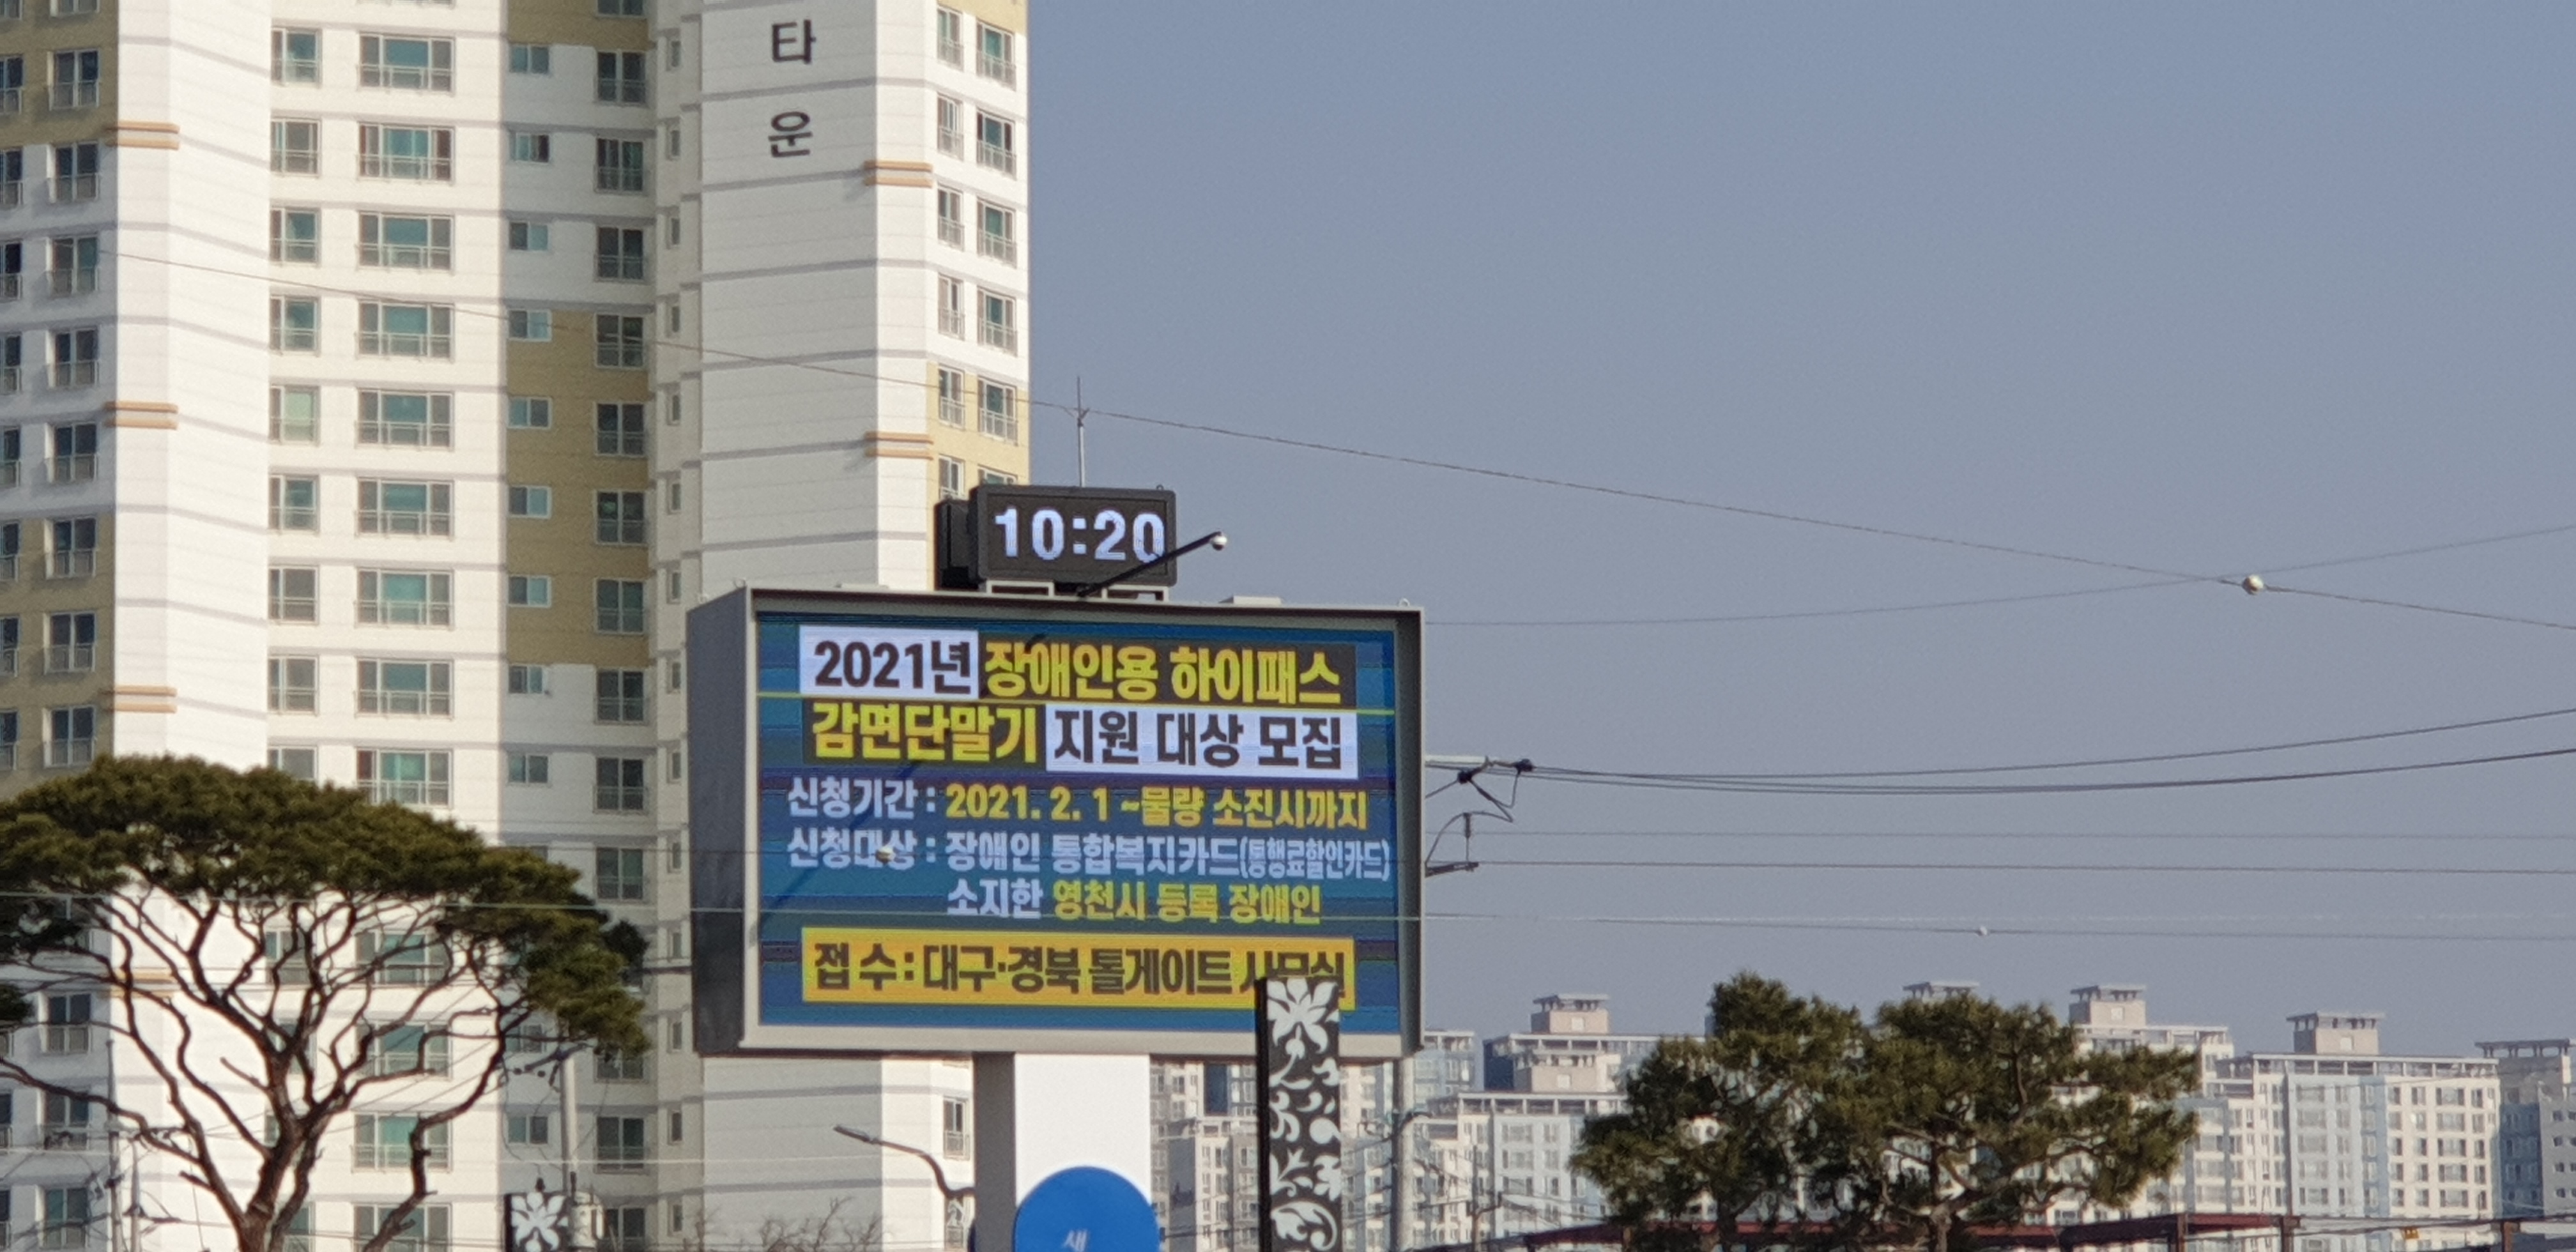 타
운
10:20
2021년 장애인용 하이패스
감면단말기 지원 대상 모집
신청기간 : 2021. 2. 1 ~물량 소진시까지
신청대상 : 장애인 통합복지카드(통행료할인카드)
소지한 영천시 등록 장애인
접 수 : 대구·경북 톨게이트 사무실
새